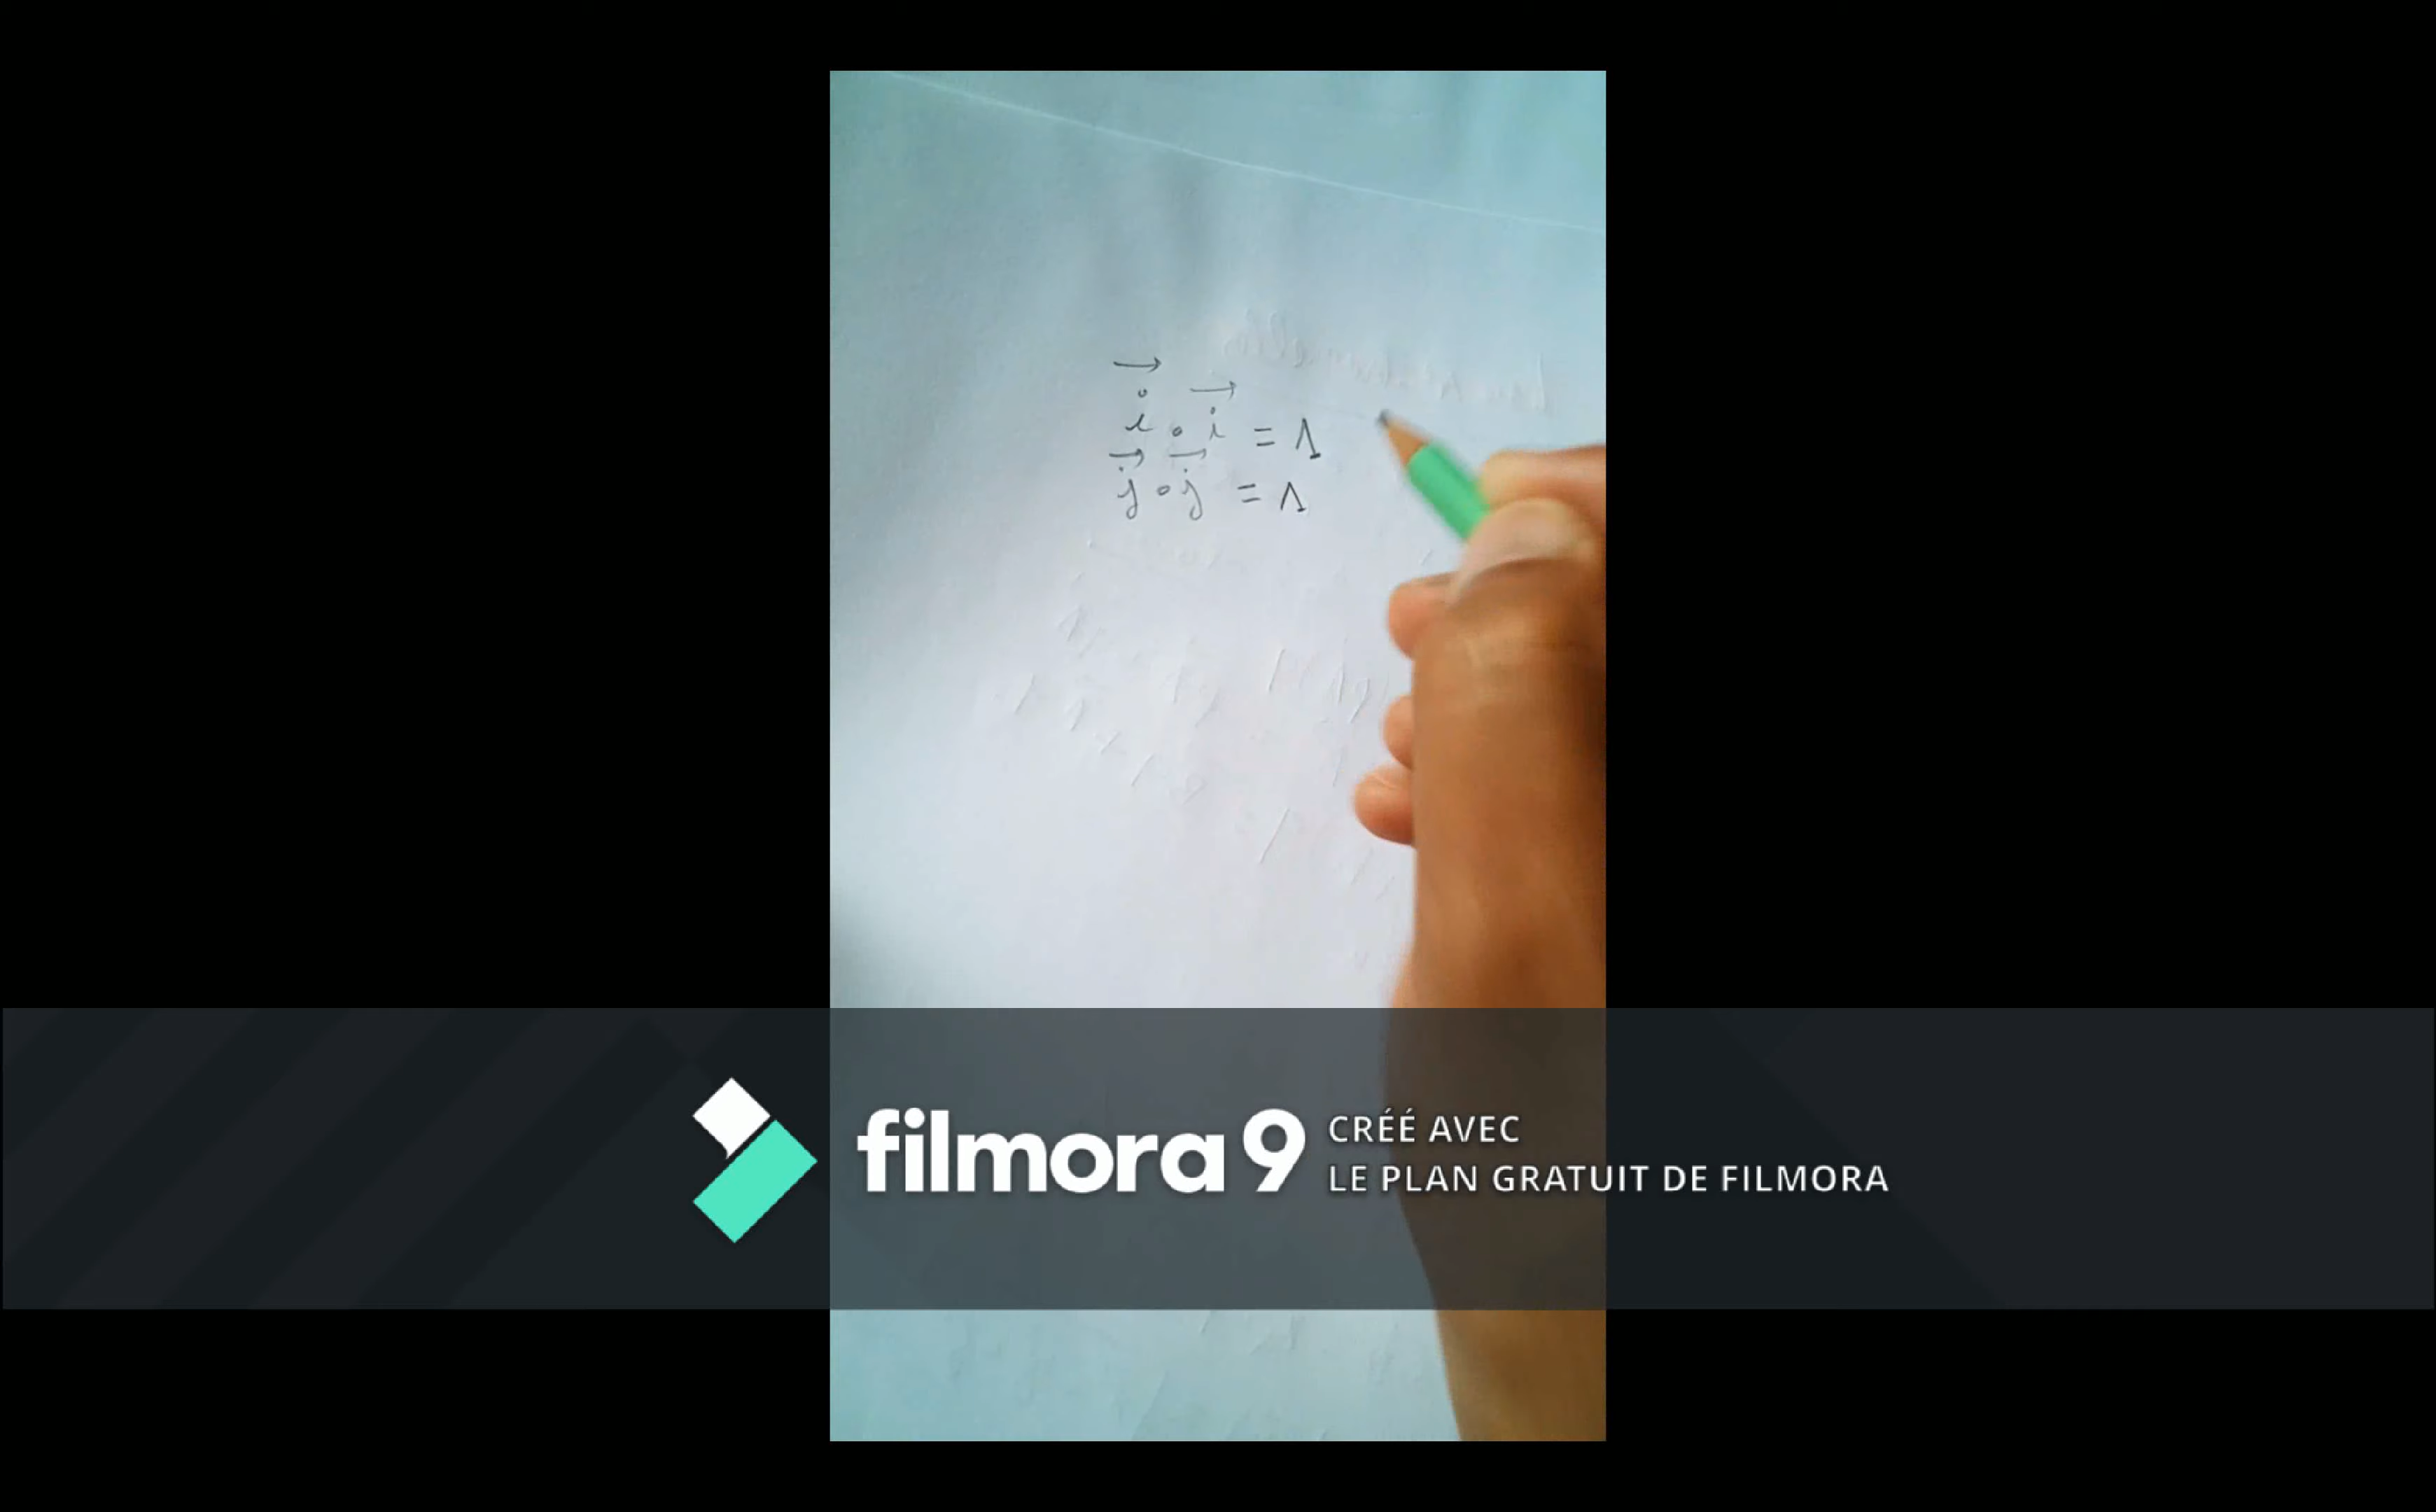 i⃗ . i⃗ = 1
j⃗ . j⃗ = 1
filmora 9
CRÉÉ AVEC
LE PLAN GRATUIT DE FILMORA